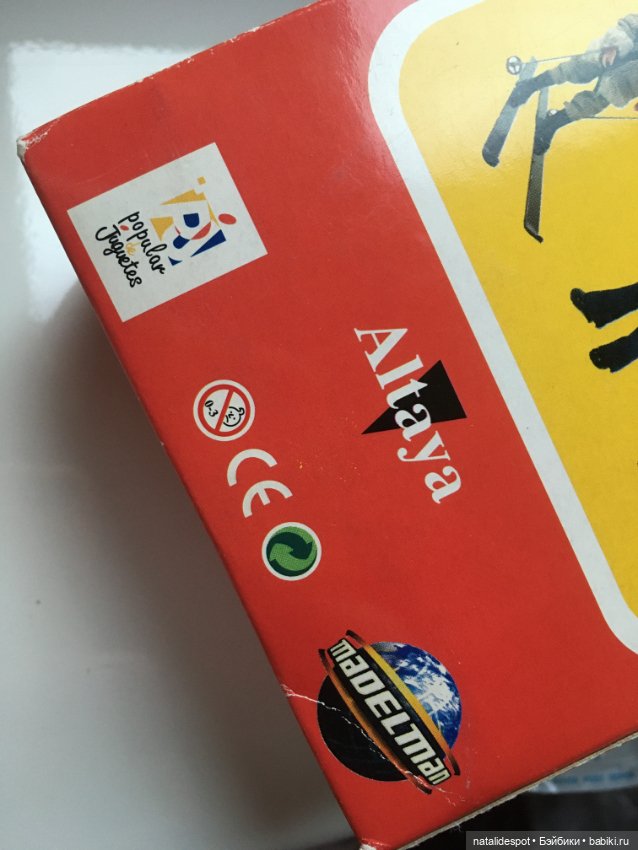 popular
de
Juguetes
Altaya
0-3
CE
MADELMAN
natalidespot • Бэйбики • babiki.ru